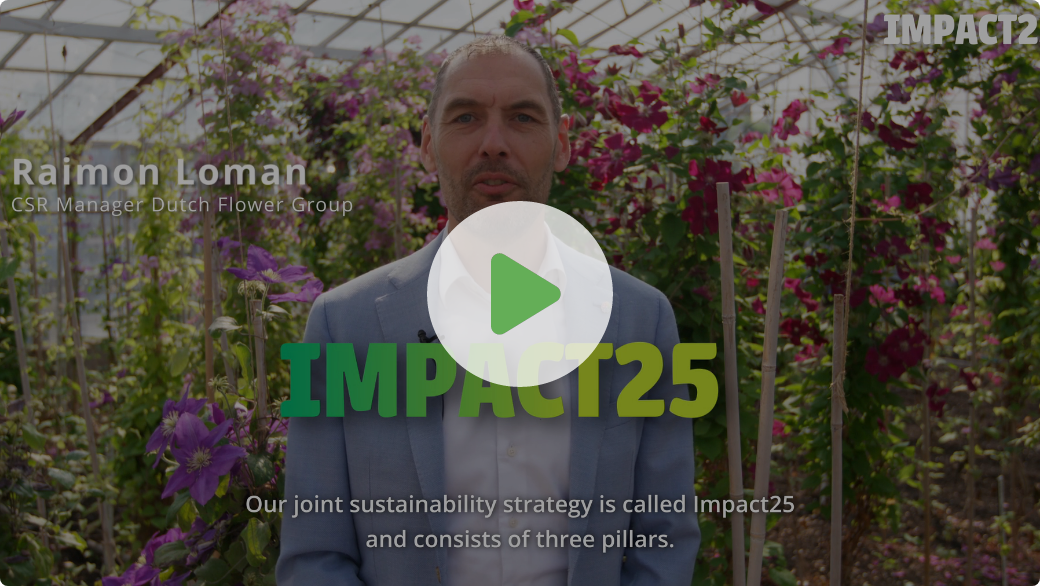 IMPACT2
Raimon Loman
CSR Manager Dutch Flower Group
IMPACT25
Our joint sustainability strategy is called Impact25
and consists of three pillars.